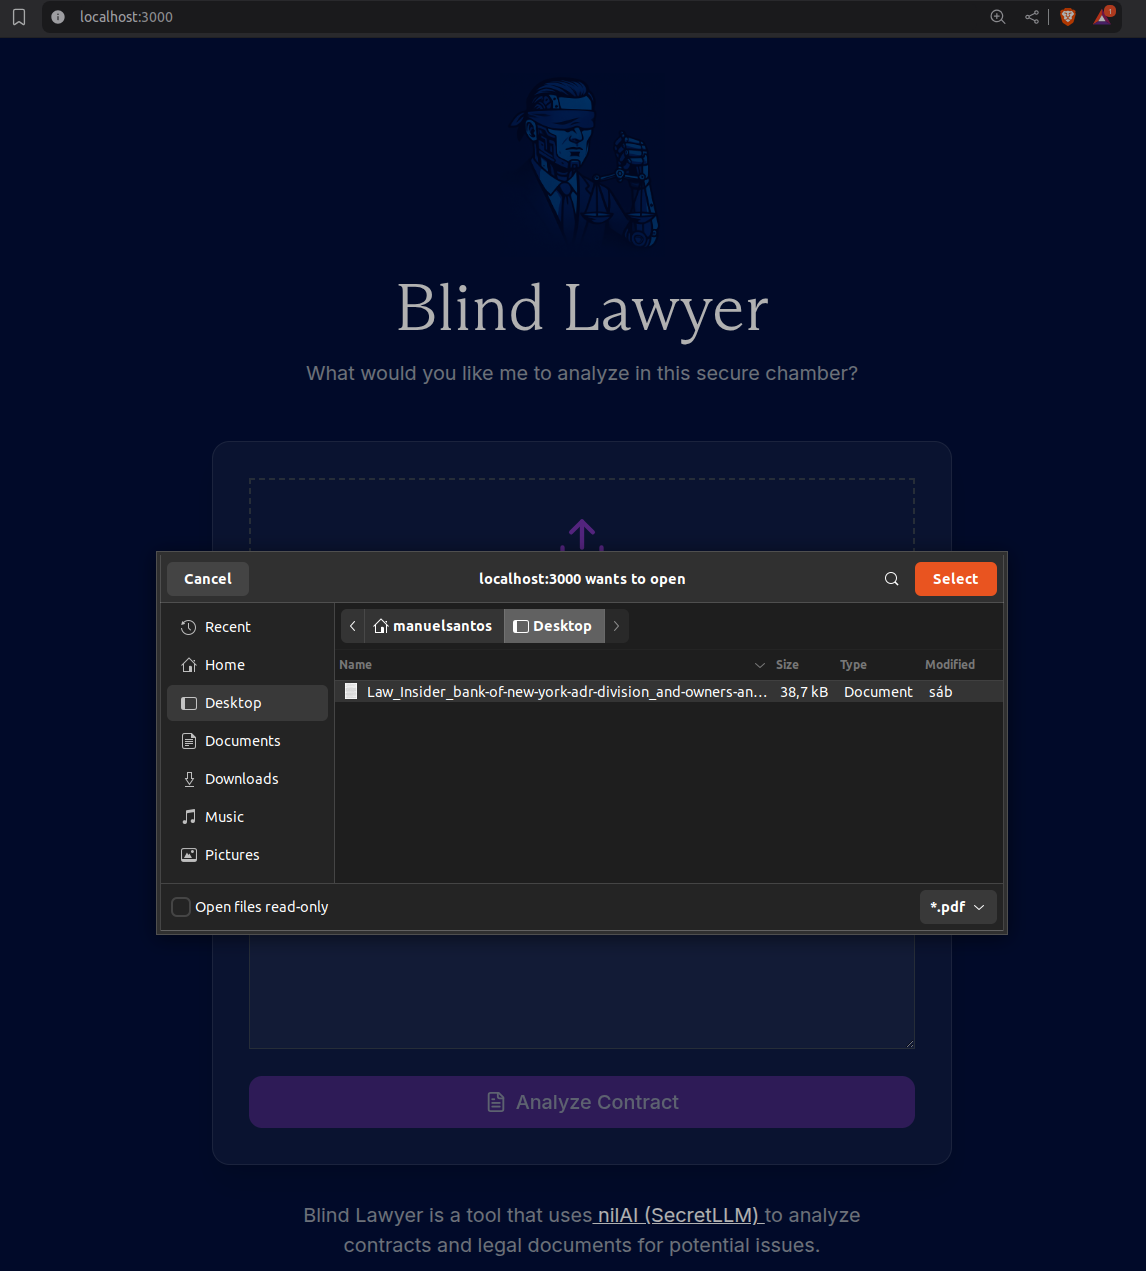 localhost:3000
1
Blind Lawyer
What would you like me to analyze in this secure chamber?
Cancel
localhost:3000 wants to open
Select
Recent
Home
Desktop
Documents
Downloads
Music
Pictures
manuelsantos
Desktop
Name Size Type Modified
Law_Insider_bank-of-new-york-adr-division_and-owners-an... 38,7 kB Document sáb
Open files read-only
*.pdf
Analyze Contract
Blind Lawyer is a tool that uses nilAI (SecretLLM) to analyze
contracts and legal documents for potential issues.